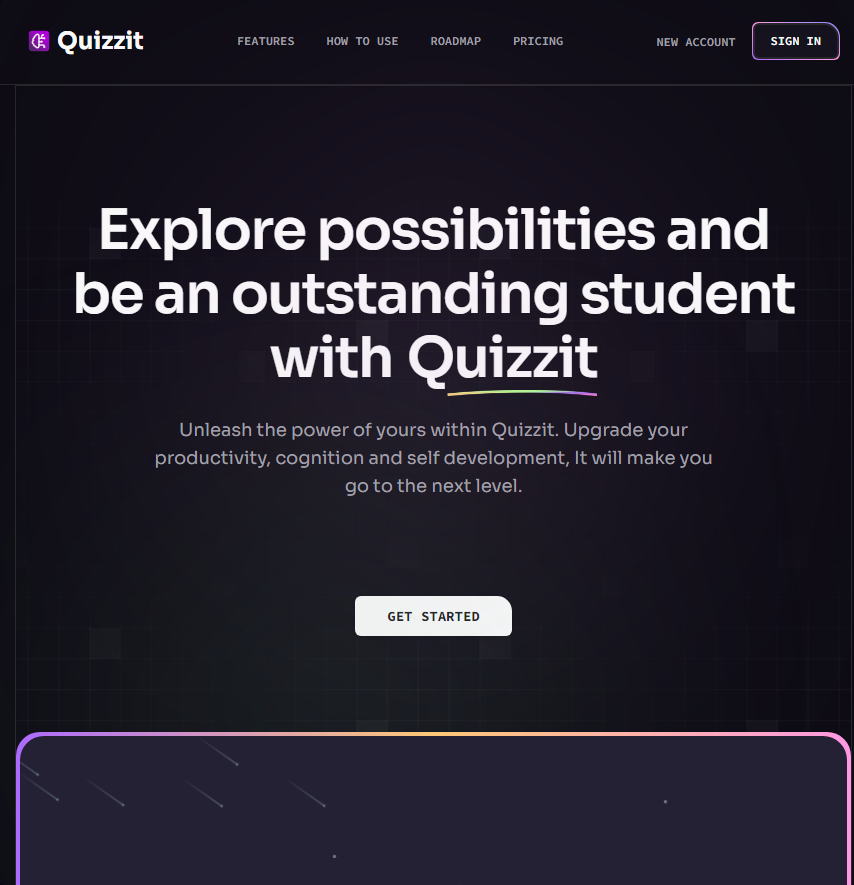 Quizzit
FEATURES
HOW TO USE
ROADMAP
PRICING
NEW ACCOUNT
SIGN IN
Explore possibilities and
be an outstanding student
with Quizzit
Unleash the power of yours within Quizzit. Upgrade your
productivity, cognition and self development, It will make you
go to the next level.
GET STARTED